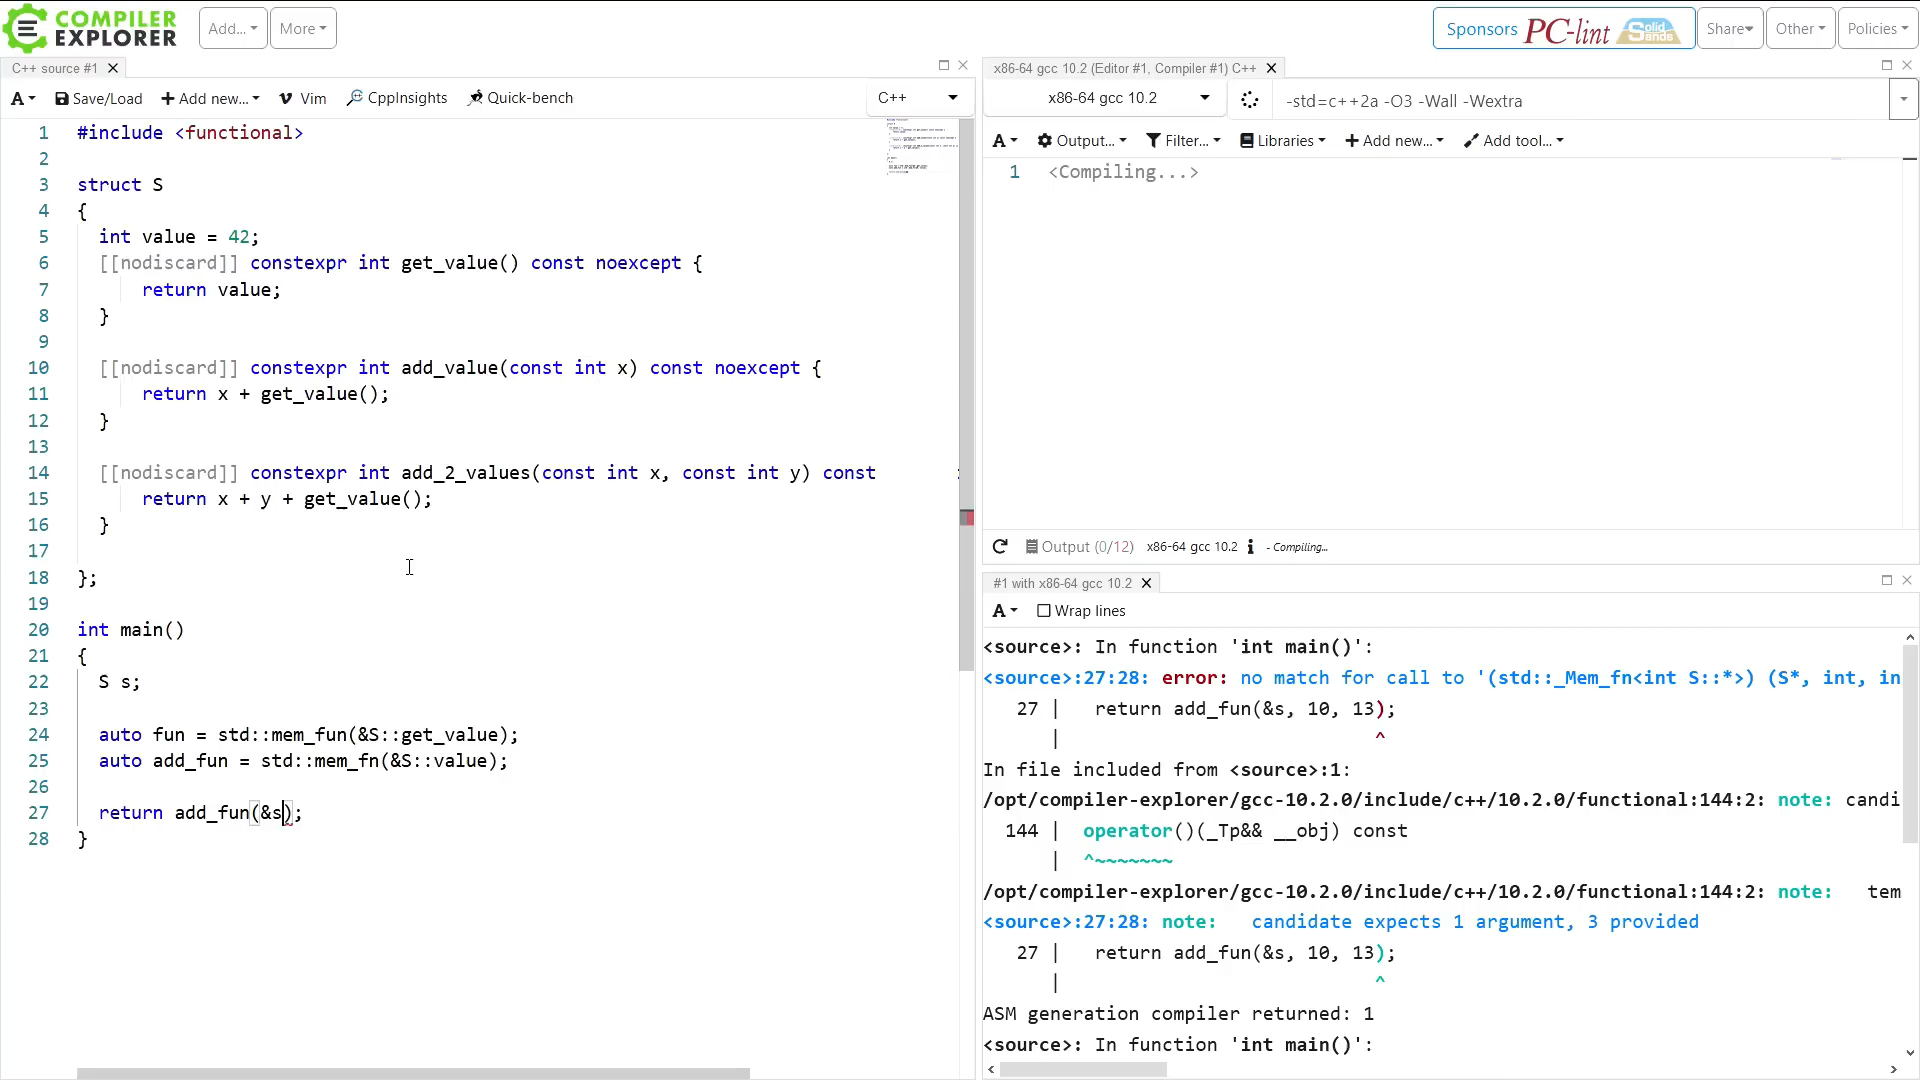 COMPILER
EXPLORER
Add...
More
Sponsors PC-lint Solid Sands
Share
Other
Policies
C++ source #1
A
Save/Load
Add new...
Vim
CppInsights
Quick-bench
C++
1 #include <functional>
2
3 struct S
4 {
5 int value = 42;
6 [[nodiscard]] constexpr int get_value() const noexcept {
7 return value;
8 }
9
10 [[nodiscard]] constexpr int add_value(const int x) const noexcept {
11 return x + get_value();
12 }
13
14 [[nodiscard]] constexpr int add_2_values(const int x, const int y) const
15 return x + y + get_value();
16 }
17
18 };
19
20 int main()
21 {
22 S s;
23
24 auto fun = std::mem_fun(&S::get_value);
25 auto add_fun = std::mem_fn(&S::value);
26
27 return add_fun(&s);
28 }
x86-64 gcc 10.2 (Editor #1, Compiler #1) C++
x86-64 gcc 10.2
-std=c++2a -O3 -Wall -Wextra
A
Output...
Filter...
Libraries
Add new...
Add tool...
1 <Compiling...>
Output (0/12) x86-64 gcc 10.2 i - Compiling...
#1 with x86-64 gcc 10.2
A
Wrap lines
<source>: In function 'int main()':
<source>:27:28: error: no match for call to '(std::_Mem_fn<int S::*>) (S*, int, in
27 | return add_fun(&s, 10, 13);
| ^
In file included from <source>:1:
/opt/compiler-explorer/gcc-10.2.0/include/c++/10.2.0/functional:144:2: note: candi
144 | operator()(_Tp&& __obj) const
| ^~~~~~~~
/opt/compiler-explorer/gcc-10.2.0/include/c++/10.2.0/functional:144:2: note: tem
<source>:27:28: note: candidate expects 1 argument, 3 provided
27 | return add_fun(&s, 10, 13);
| ^
ASM generation compiler returned: 1
<source>: In function 'int main()':